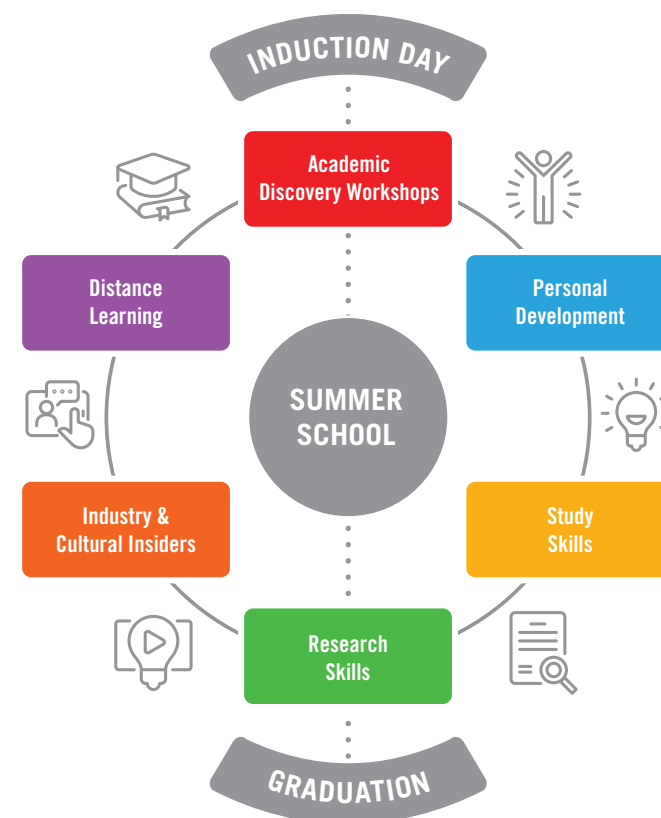 INDUCTION DAY
Academic
Discovery Workshops
Distance
Learning
Personal
Development
SUMMER
SCHOOL
Industry &
Cultural Insiders
Study
Skills
Research
Skills
GRADUATION